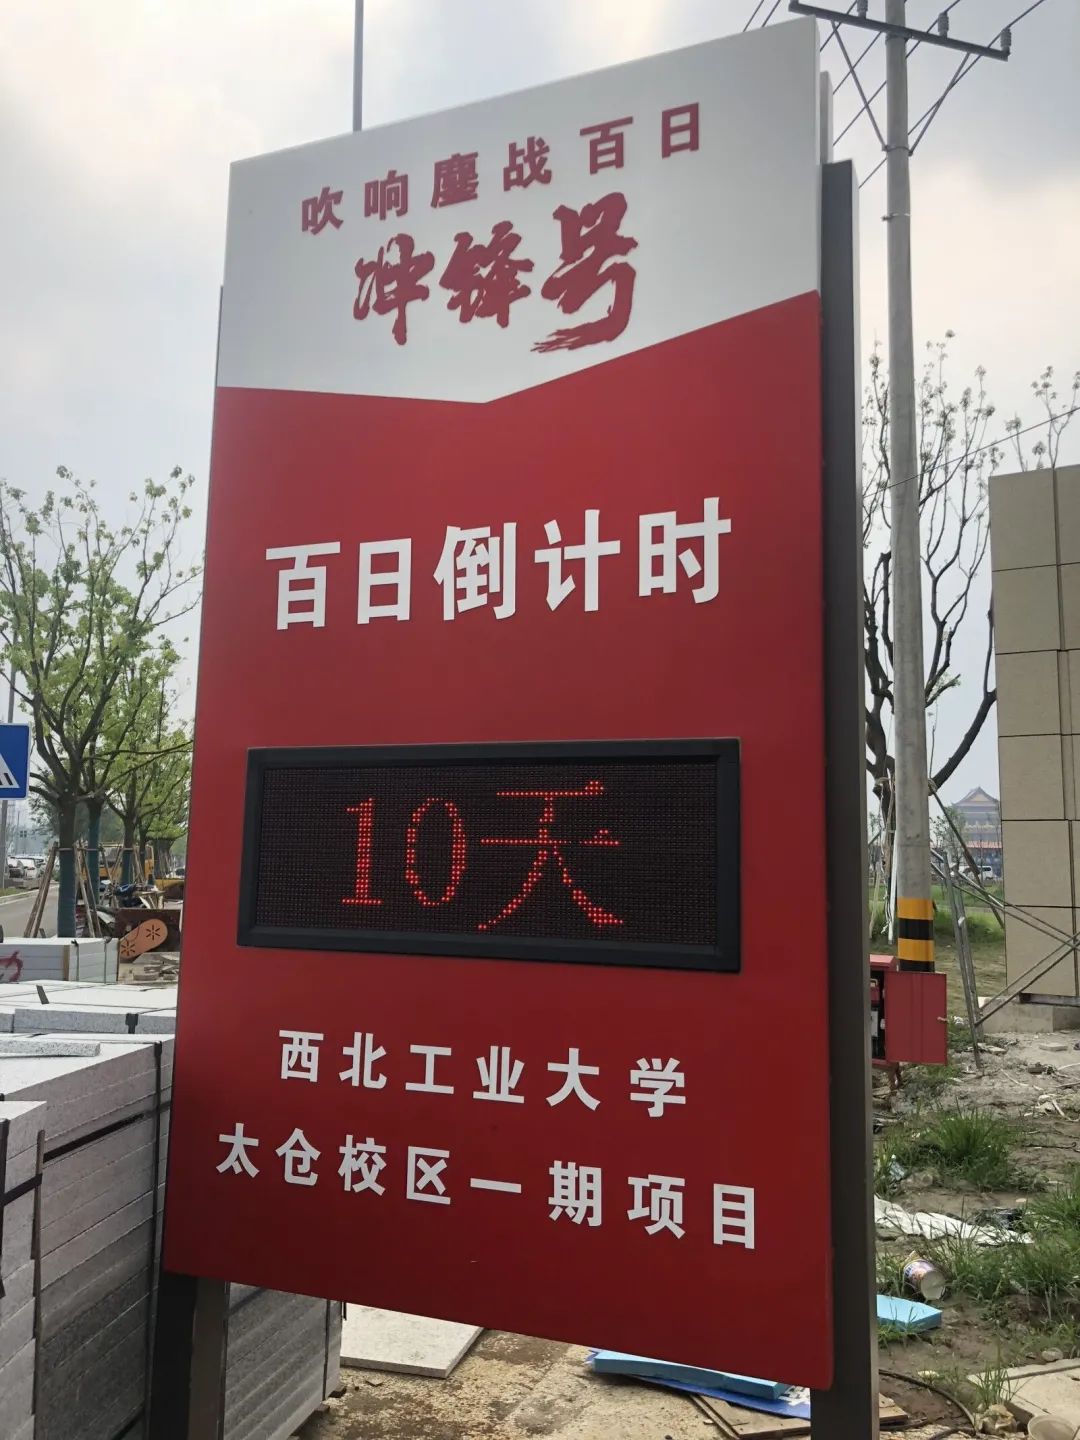 吹响鏖战百日
冲锋号
百日倒计时
10天
西北工业大学
太仓校区一期项目